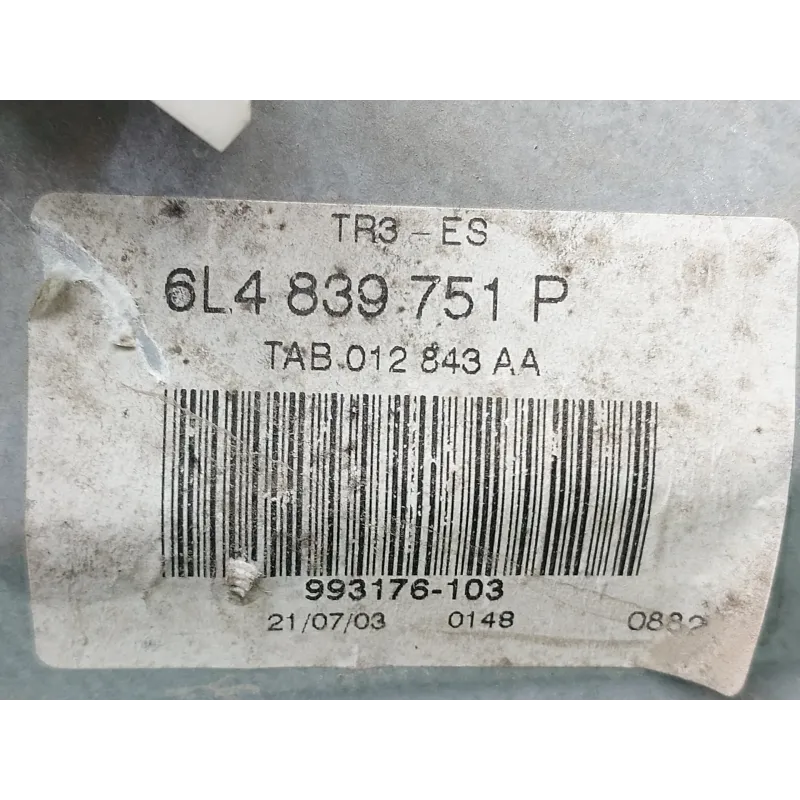 TR3 - ES
6L4 839 751 P
TAB.012 843 AA
993176-103
21/07/03 0148 0882